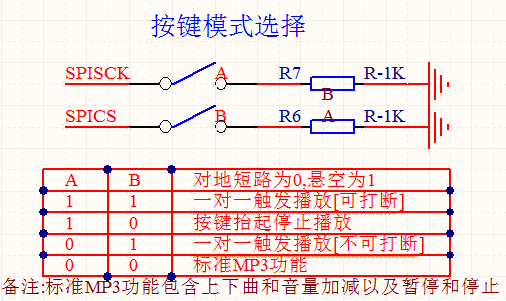 按键模式选择
SPISCK A R7 R-1K
B
SPICS B R6 A R-1K
A B 对地短路为0,悬空为1
1 1 一对一触发播放[可打断]
1 0 按键抬起停止播放
0 1 一对一触发播放[不可打断]
0 0 标准MP3功能
备注:标准MP3功能包含上下曲和音量加减以及暂停和停止